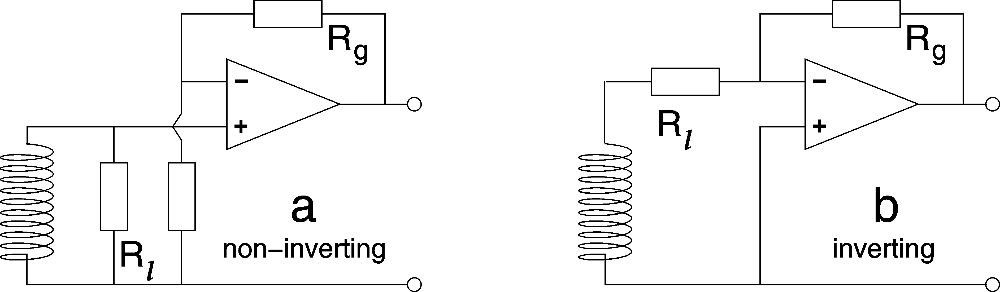 Rg
−
+
Rl
a
non−inverting
Rg
Rl
−
+
b
inverting